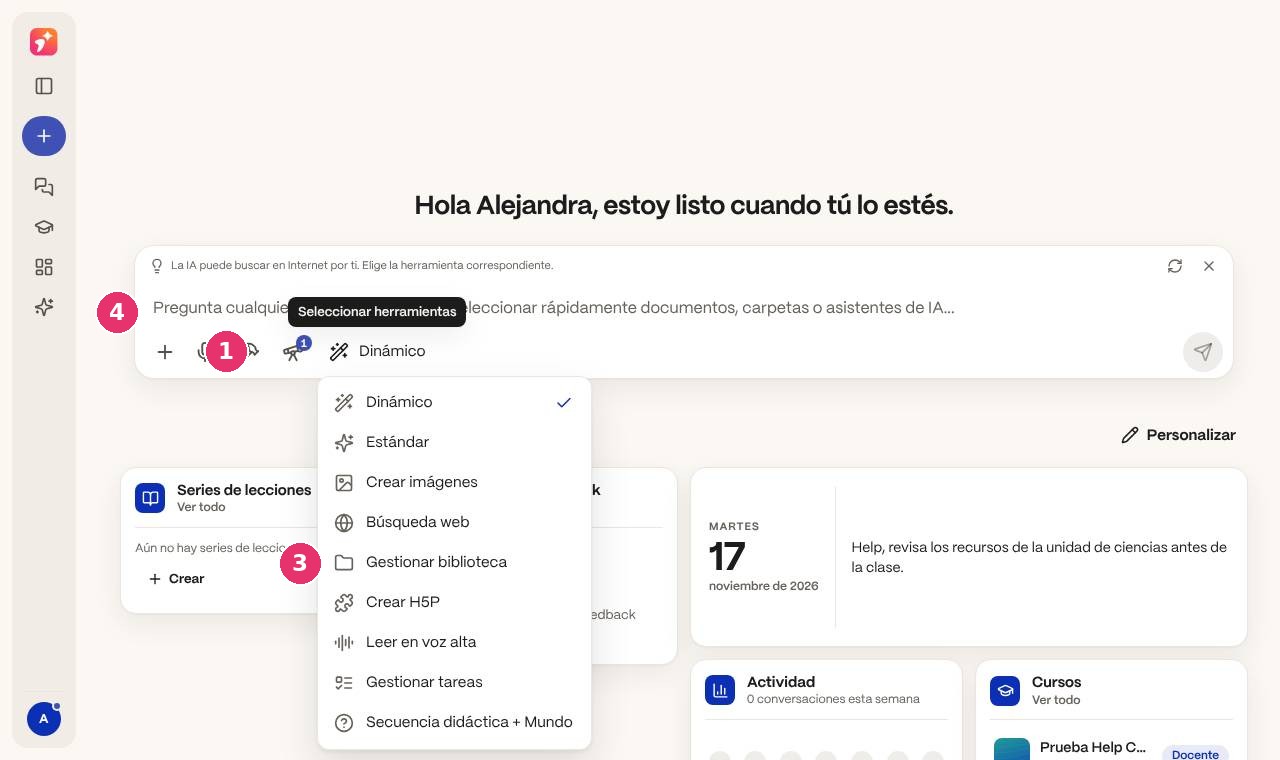 Hola Alejandra, estoy listo cuando tú lo estés.
La IA puede buscar en Internet por ti. Elige la herramienta correspondiente.
4
Pregunta
Seleccionar herramientas
rápidamente documentos, carpetas o asistentes de IA...
1
1
Dinámico
Dinámico
Estándar
Crear imágenes
Búsqueda web
3
Gestionar biblioteca
Crear H5P
Leer en voz alta
Gestionar tareas
Secuencia didáctica + Mundo
Personalizar
Series de lecciones
Ver todo
Aún no hay series de
+ Crear
MARTES
17
noviembre de 2026
Help, revisa los recursos de la unidad de ciencias antes de
la clase.
Actividad
0 conversaciones esta semana
Cursos
Ver todo
Prueba Help C...
Docente
A